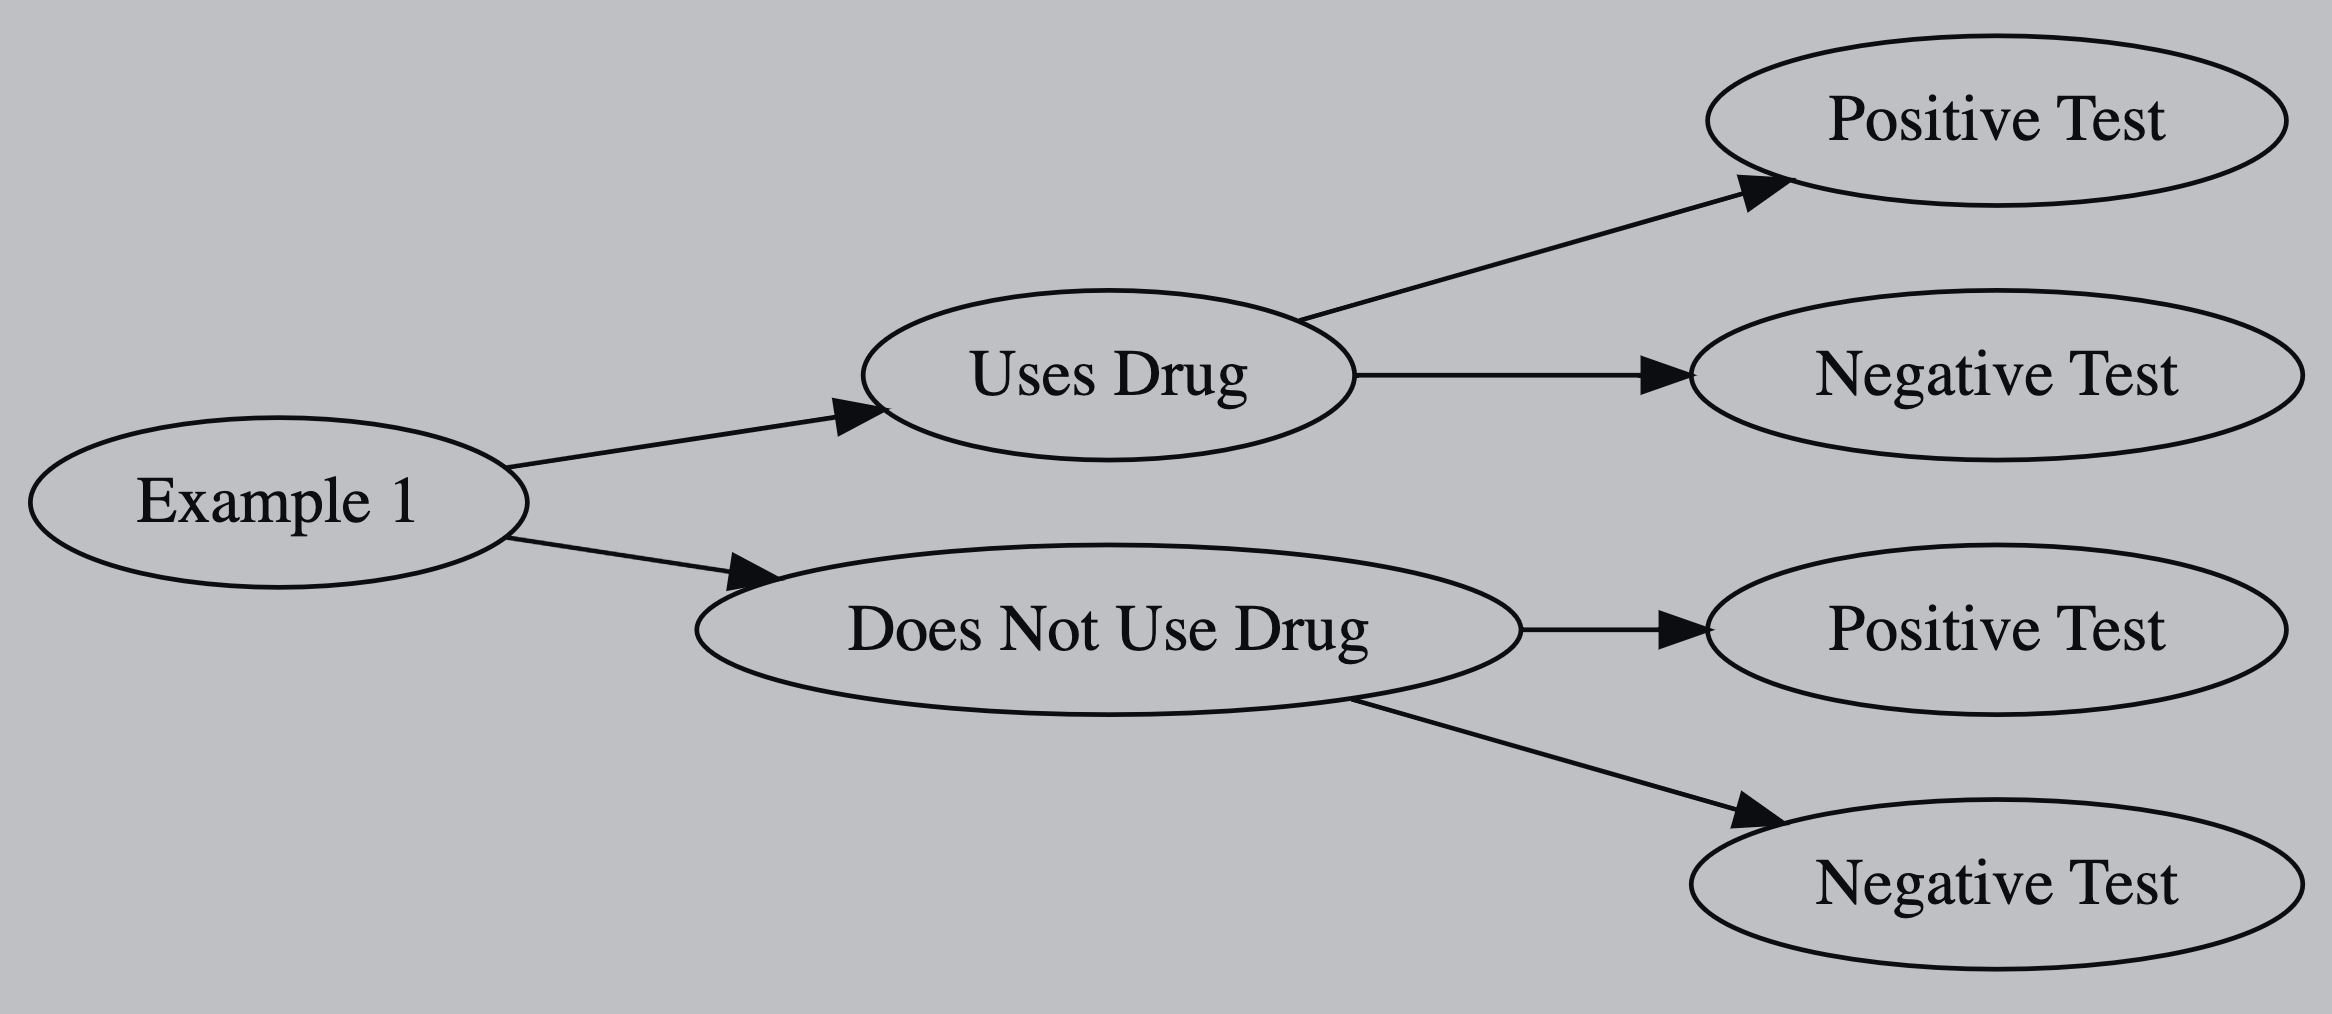 Example 1
Uses Drug
Does Not Use Drug
Positive Test
Negative Test
Positive Test
Negative Test